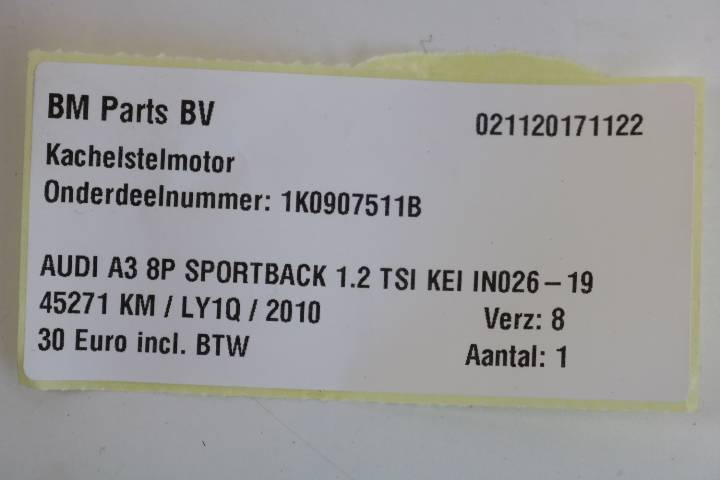 BM Parts BV 021120171122
Kachelstelmotor
Onderdeelnummer: 1K0907511B
AUDI A3 8P SPORTBACK 1.2 TSI KEI IN026-19
45271 KM / LY1Q / 2010 Verz: 8
30 Euro incl. BTW Aantal: 1